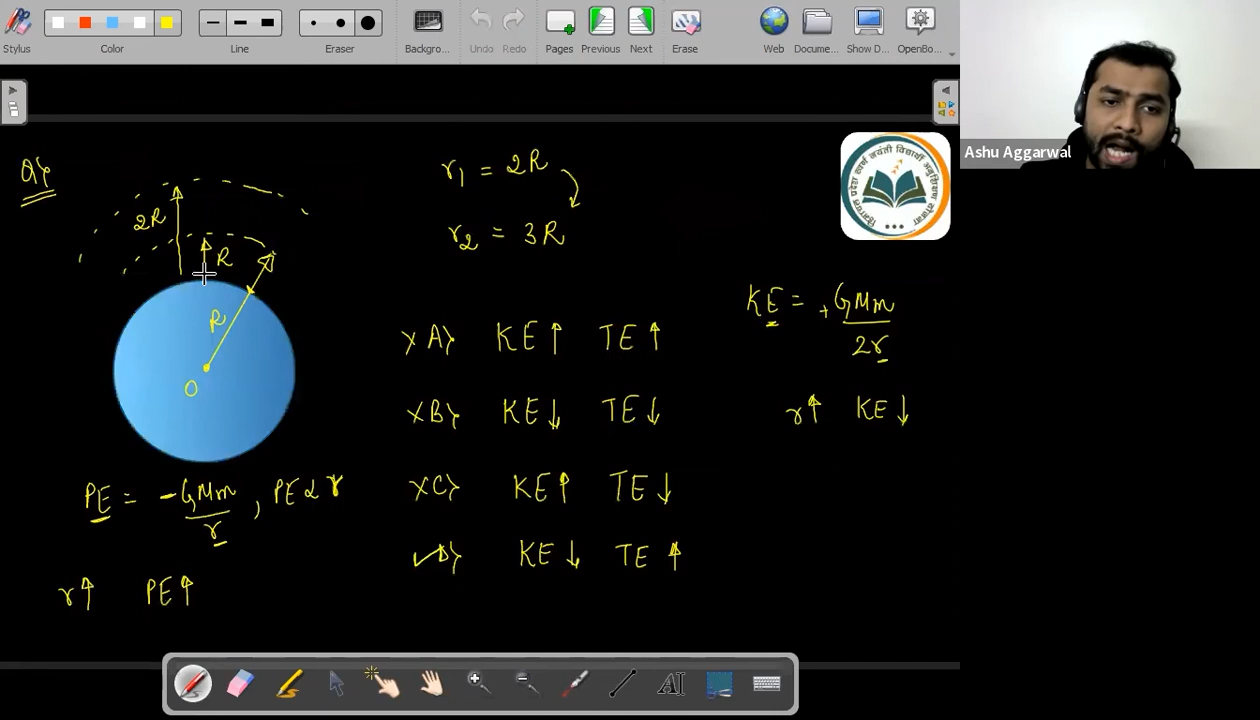 Stylus
Color
Line
Eraser
Backgro...
Undo
Redo
Pages
Previous
Next
Erase
Web
Docume...
Show D...
OpenBo...
Ashu Aggarwal
r₁ = 2R
2R
r₂ = 3R
R
R
O
KE = + GMm / 2r
A> KE↑ TE↑
B> KE↓ TE↓
r↑ KE↓
C> KE↑ TE↓
PE = - GMm / r , PE ∝ r
D> KE↓ TE↑
r↑ PE↑